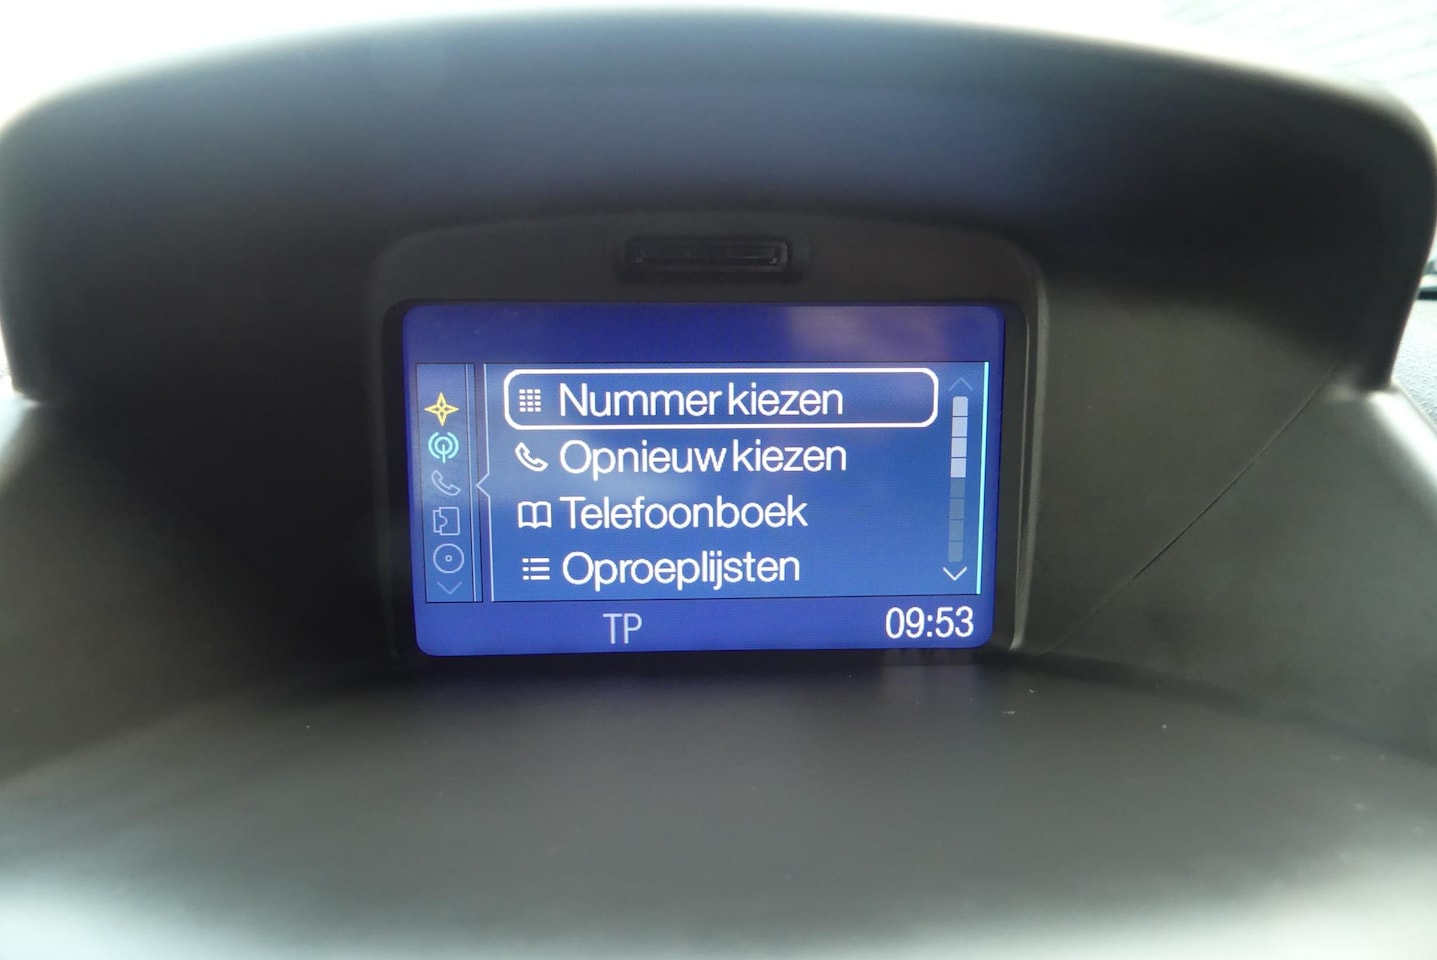 Nummer kiezen
Opnieuw kiezen
Telefoonboek
Oproeplijsten
TP 09:53